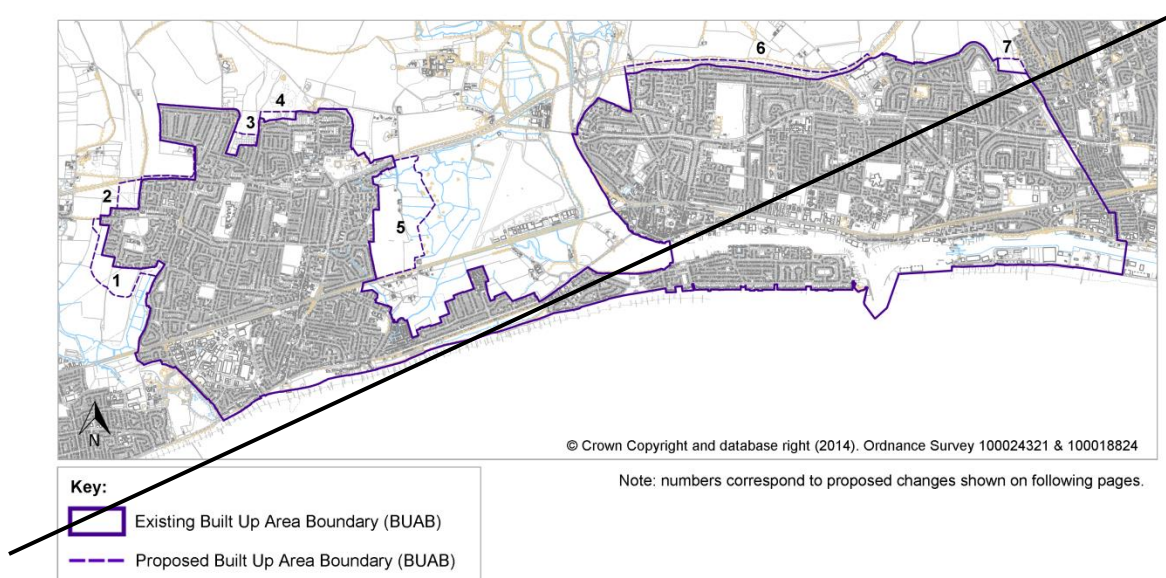 6
7
4
3
2
5
1
N
© Crown Copyright and database right (2014). Ordnance Survey 100024321 & 100018824
Note: numbers correspond to proposed changes shown on following pages.
Key:
Existing Built Up Area Boundary (BUAB)
Proposed Built Up Area Boundary (BUAB)